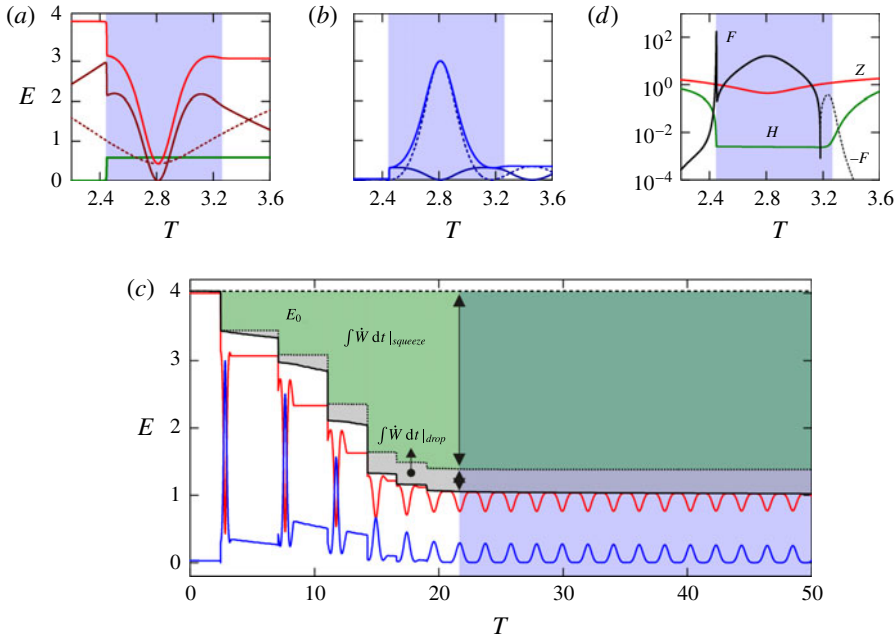 (a)
(b)
(d)
4
3
2
1
0
E
2.4 2.8 3.2 3.6
T
2.4 2.8 3.2 3.6
T
10²
10⁰
10⁻²
10⁻⁴
F
Z
H
−F
2.4 2.8 3.2 3.6
T
(c)
4
3
2
1
0
E
E₀
∫Ẇ dt|squeeze
∫Ẇ dt|drop
0 10 20 30 40 50
T